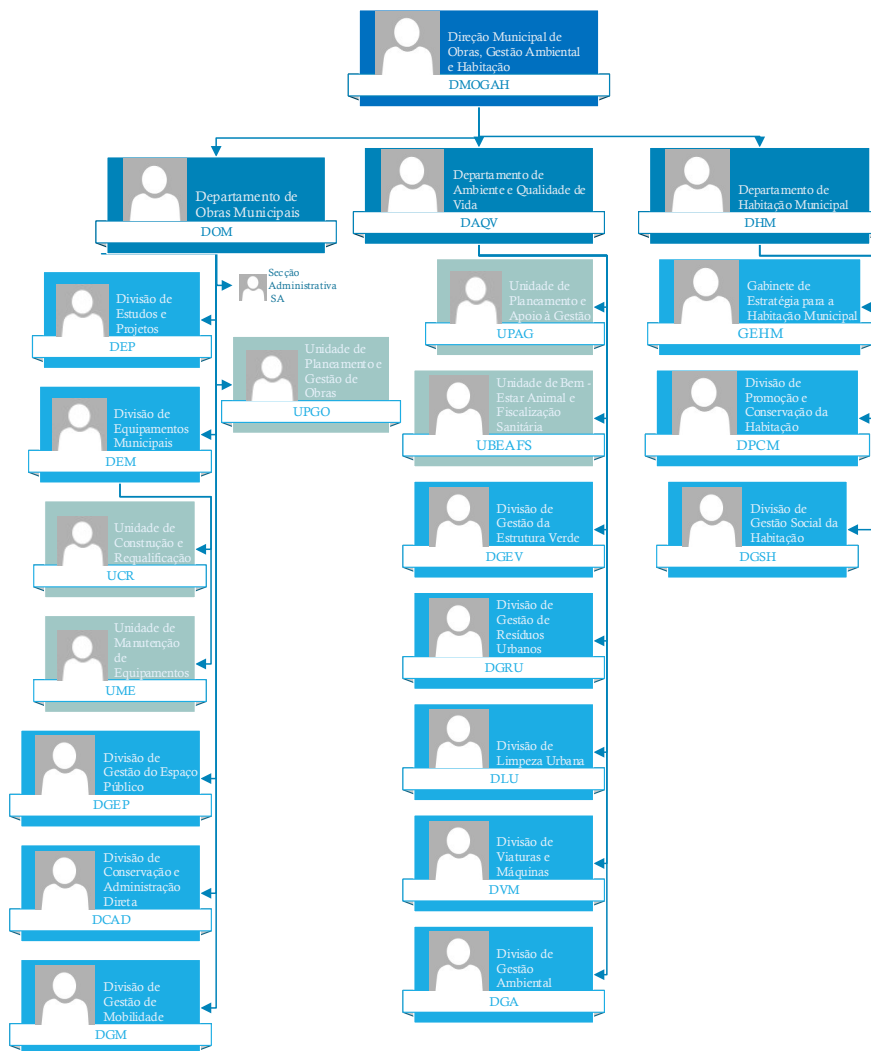 Direção Municipal de
Obras, Gestão Ambiental
e Habitação
DMOGAH
Departamento de
Obras Municipais
DOM
Departamento de
Ambiente e Qualidade de
Vida
DAQV
Departamento de
Habitação Municipal
DHM
Secção
Administrativa
SA
Divisão de
Estudos e
Projetos
DEP
Unidade de
Planeamento e
Gestão de
Obras
UPGO
Divisão de
Equipamentos
Municipais
DEM
Unidade de
Construção e
Requalificação
UCR
Unidade de
Manutenção
de
Equipamentos
UME
Divisão de
Gestão do Espaço
Público
DGEP
Divisão de
Conservação e
Administração
Direta
DCAD
Divisão de
Gestão de
Mobilidade
DGM
Unidade de
Planeamento e
Apoio à Gestão
UPAG
Unidade de Bem -
Estar Animal e
Fiscalização
Sanitária
UBEAFS
Divisão de
Gestão da
Estrutura Verde
DGEV
Divisão de
Gestão de
Resíduos
Urbanos
DGRU
Divisão de
Limpeza Urbana
DLU
Divisão de
Viaturas e
Máquinas
DVM
Divisão de
Gestão
Ambiental
DGA
Gabinete de
Estratégia para a
Habitação Municipal
GEHM
Divisão de
Promoção e
Conservação da
Habitação
DPCM
Divisão de
Gestão Social da
Habitação
DGSH